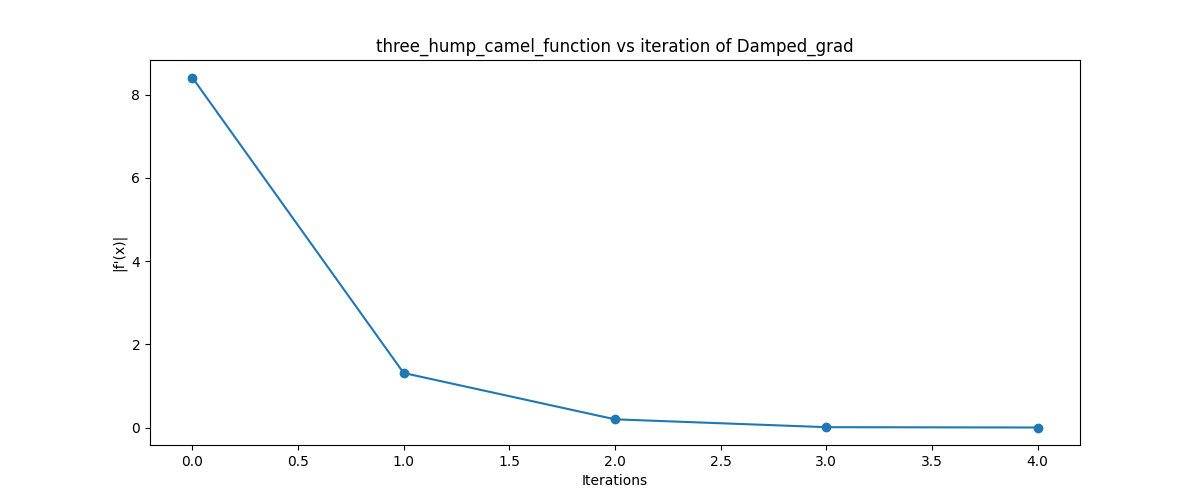 three_hump_camel_function vs iteration of Damped_grad
8
6
4
2
0
|f'(x)|
0.0 0.5 1.0 1.5 2.0 2.5 3.0 3.5 4.0
Iterations